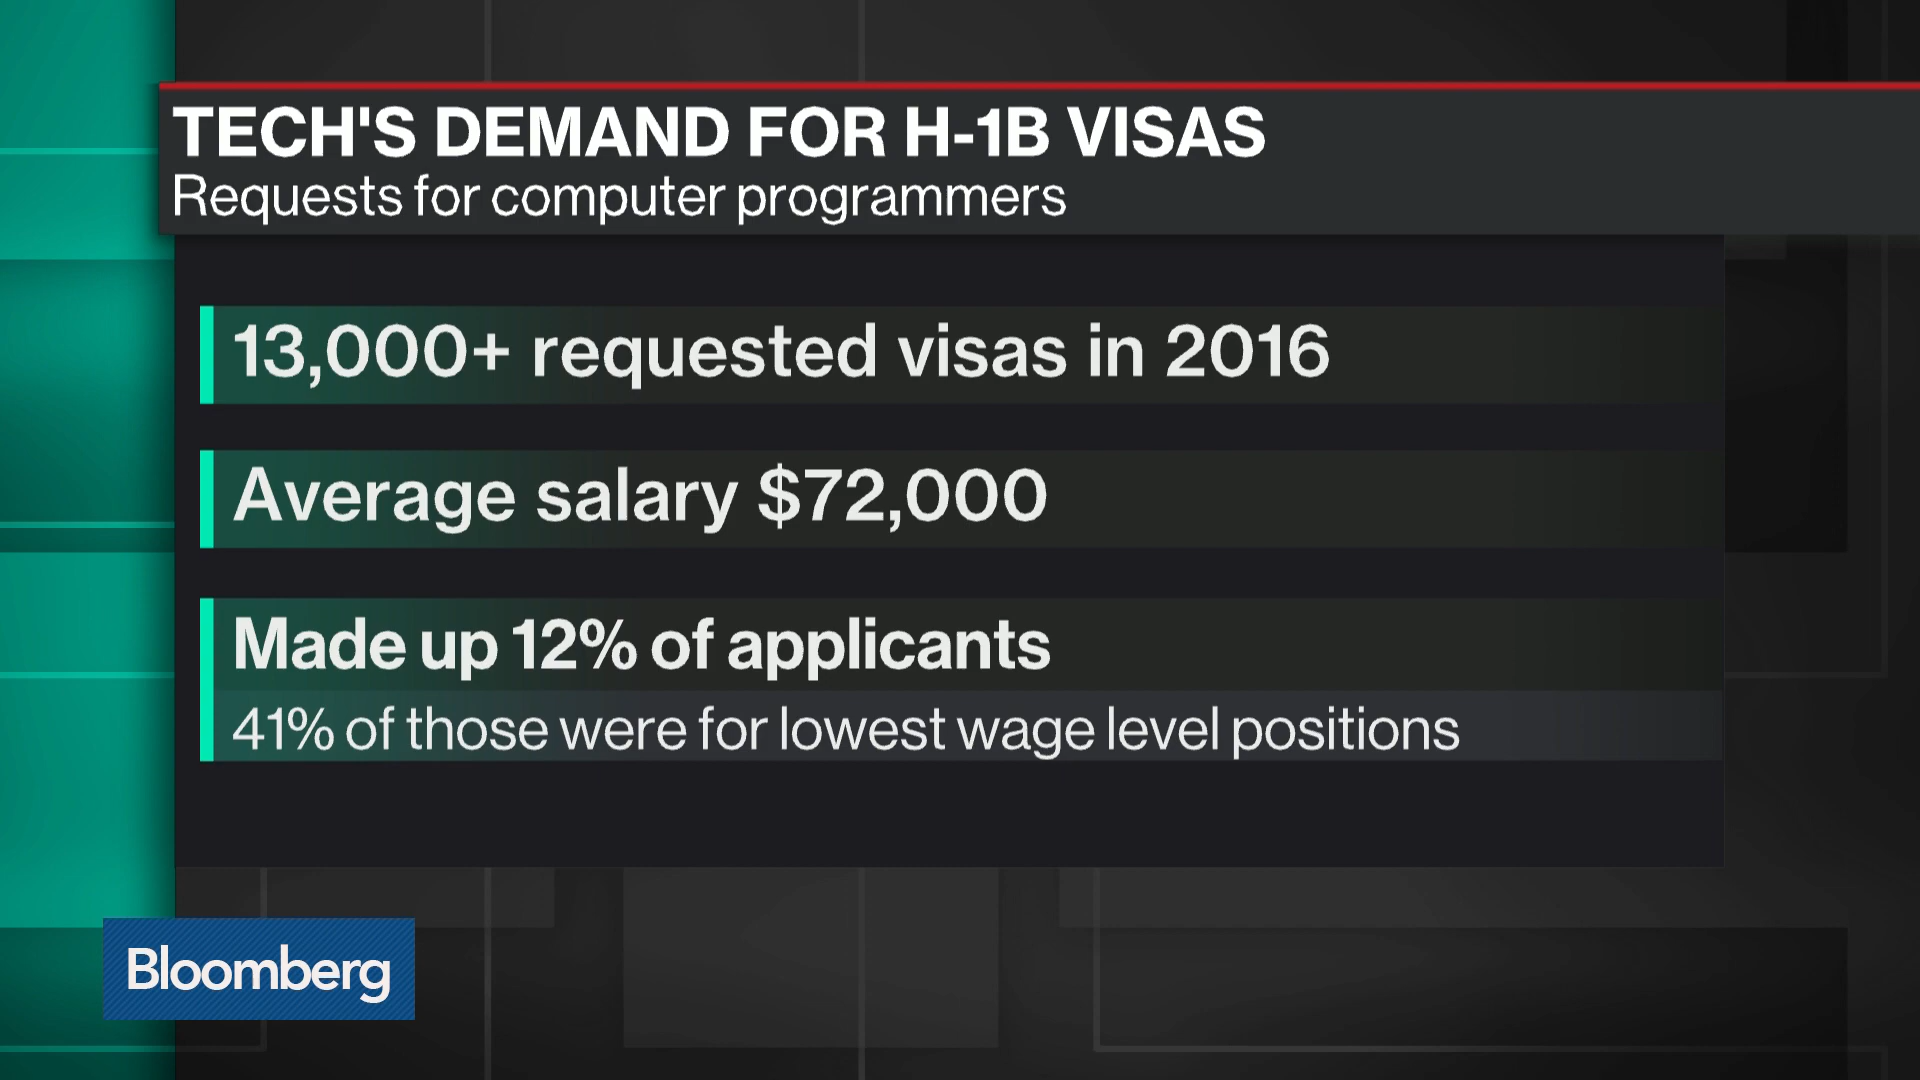 TECH'S DEMAND FOR H-1B VISAS
Requests for computer programmers
13,000+ requested visas in 2016
Average salary $72,000
Made up 12% of applicants
41% of those were for lowest wage level positions
Bloomberg